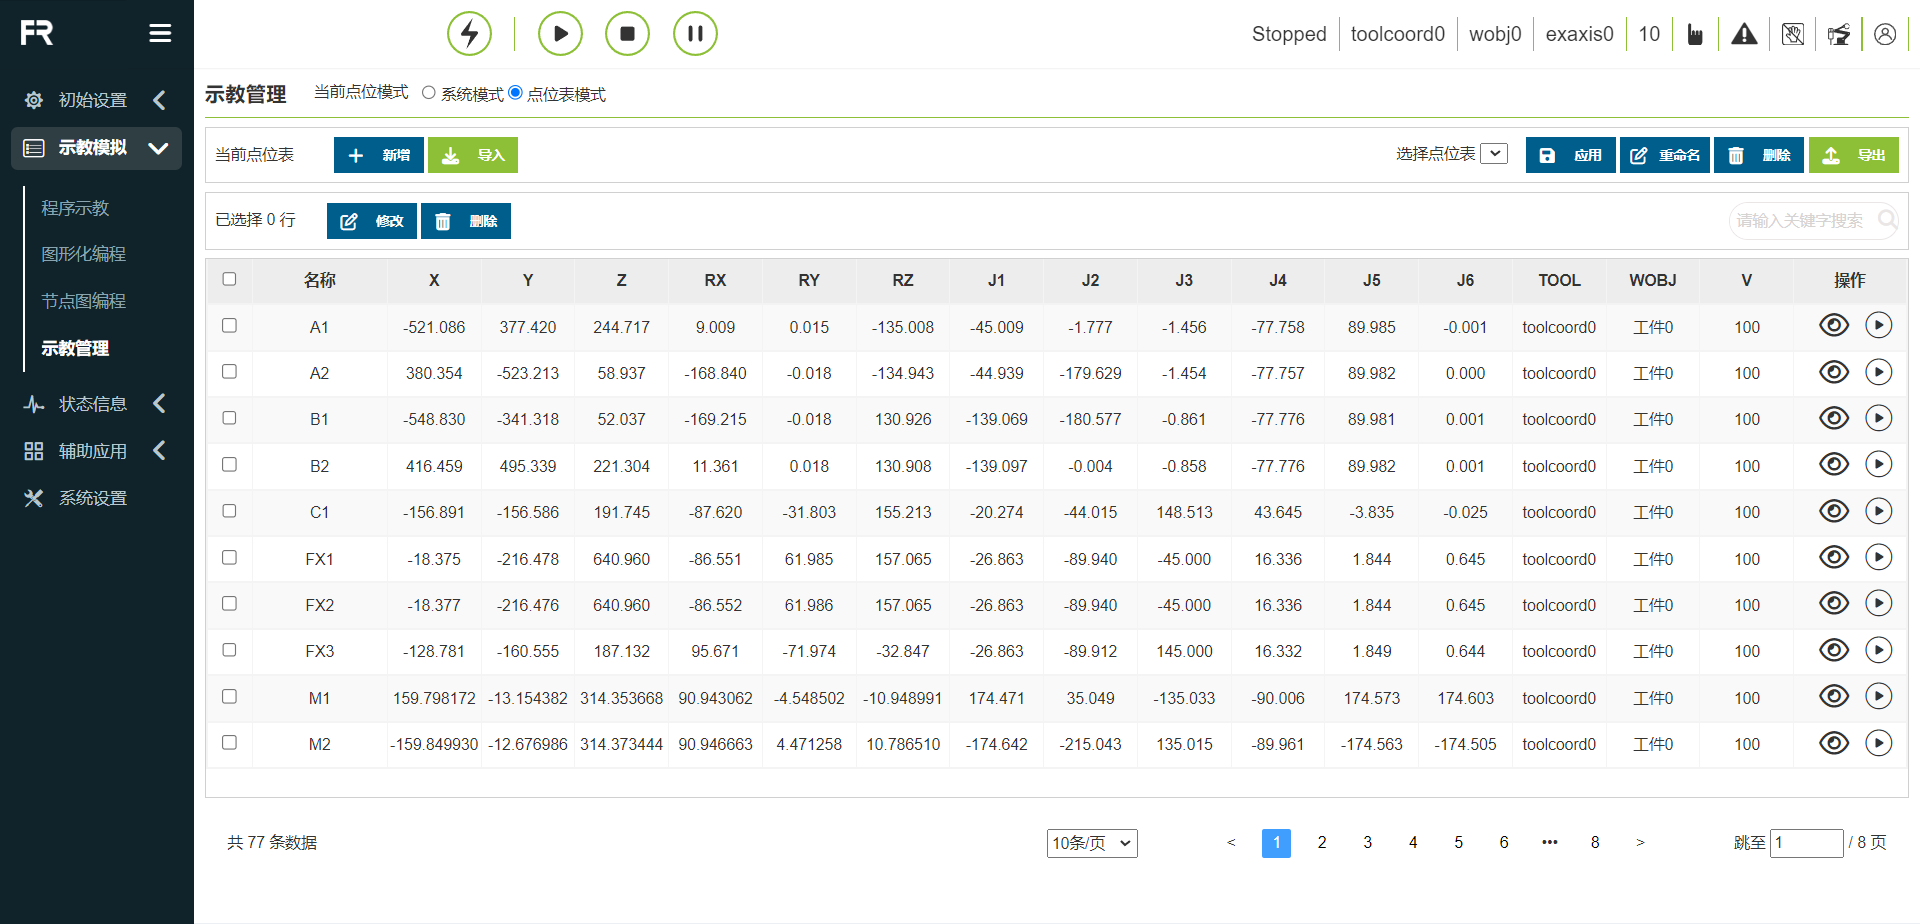 FR
Stopped toolcoord0 wobj0 exaxis0 10
初始设置
示教模拟
程序示教
图形化编程
节点图编程
示教管理
状态信息
辅助应用
系统设置
示教管理 当前点位模式 系统模式 点位表模式
当前点位表 新增 导入 选择点位表 应用 重命名 删除 导出
已选择 0 行 修改 删除 请输入关键字搜索
名称 X Y Z RX RY RZ J1 J2 J3 J4 J5 J6 TOOL WOBJ V 操作
A1 -521.086 377.420 244.717 9.009 0.015 -135.008 -45.009 -1.777 -1.456 -77.758 89.985 -0.001 toolcoord0 工件0 100
A2 380.354 -523.213 58.937 -168.840 -0.018 -134.943 -44.939 -179.629 -1.454 -77.757 89.982 0.000 toolcoord0 工件0 100
B1 -548.830 -341.318 52.037 -169.215 -0.018 130.926 -139.069 -180.577 -0.861 -77.776 89.981 0.001 toolcoord0 工件0 100
B2 416.459 495.339 221.304 11.361 0.018 130.908 -139.097 -0.004 -0.858 -77.776 89.982 0.001 toolcoord0 工件0 100
C1 -156.891 -156.586 191.745 -87.620 -31.803 155.213 -20.274 -44.015 148.513 43.645 -3.835 -0.025 toolcoord0 工件0 100
FX1 -18.375 -216.478 640.960 -86.551 61.985 157.065 -26.863 -89.940 -45.000 16.336 1.844 0.645 toolcoord0 工件0 100
FX2 -18.377 -216.476 640.960 -86.552 61.986 157.065 -26.863 -89.940 -45.000 16.336 1.844 0.645 toolcoord0 工件0 100
FX3 -128.781 -160.555 187.132 95.671 -71.974 -32.847 -26.863 -89.912 145.000 16.332 1.849 0.644 toolcoord0 工件0 100
M1 159.798172 -13.154382 314.353668 90.943062 -4.548502 -10.948991 174.471 35.049 -135.033 -90.006 174.573 174.603 toolcoord0 工件0 100
M2 -159.849930 -12.676986 314.373444 90.946663 4.471258 10.786510 -174.642 -215.043 135.015 -89.961 -174.563 -174.505 toolcoord0 工件0 100
共 77 条数据 10条/页 < 1 2 3 4 5 6 ••• 8 > 跳至 1 / 8 页